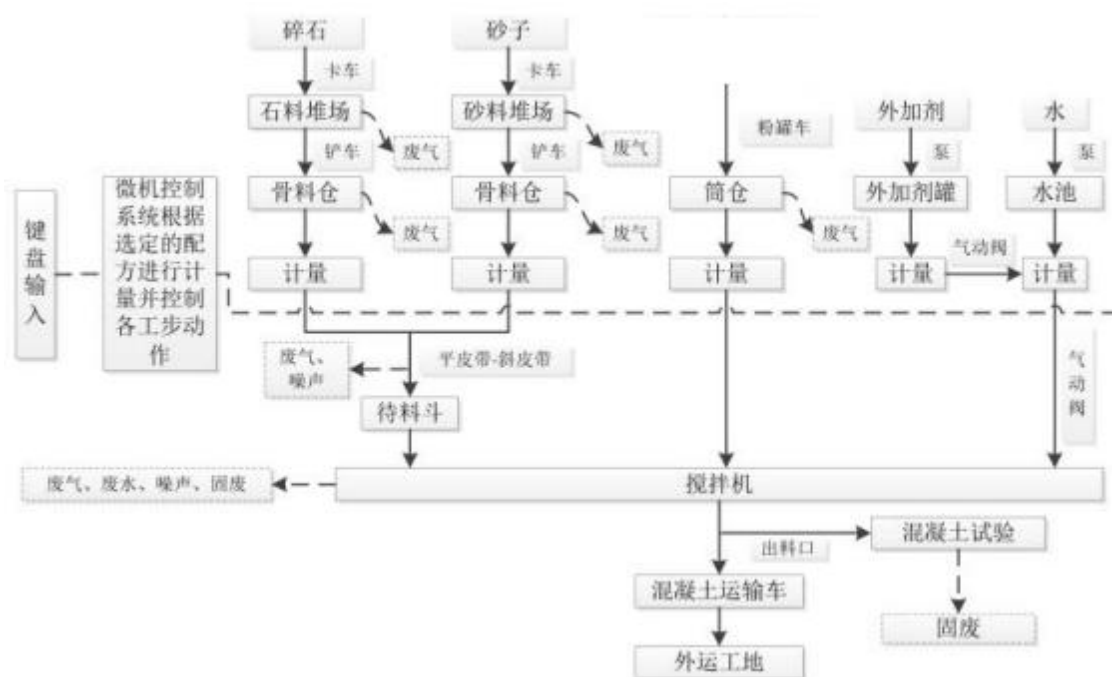 碎石
砂子
卡车
卡车
石料堆场
砂料堆场
粉罐车
外加剂
水
废气
废气
铲车
铲车
泵
泵
键盘输入
微机控制
系统根据
选定的配
方进行计
量并控制
各工步动
作
骨料仓
骨料仓
筒仓
外加剂罐
水池
废气
废气
废气
气动阀
计量
计量
计量
计量
计量
废气、
噪声
平皮带-斜皮带
气动阀
待料斗
废气、废水、噪声、固废
搅拌机
出料口
混凝土试验
混凝土运输车
固废
外运工地